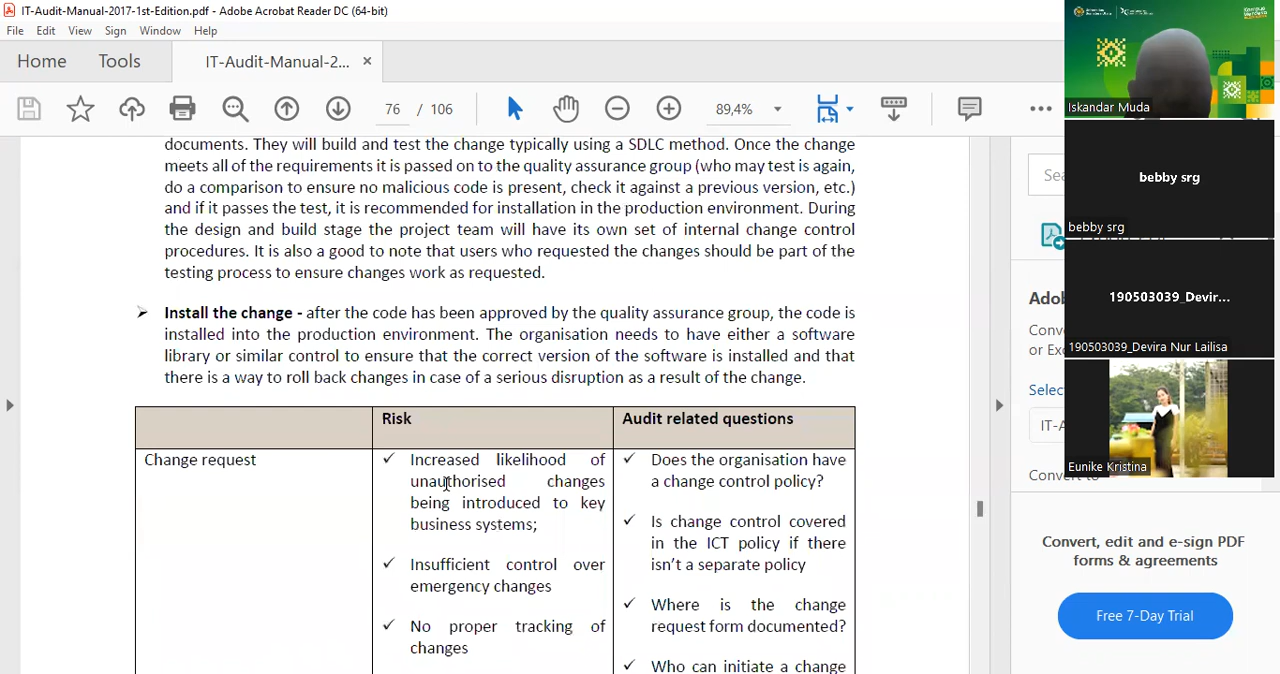 IT-Audit-Manual-2017-1st-Edition.pdf - Adobe Acrobat Reader DC (64-bit)
File Edit View Sign Window Help
Home Tools IT-Audit-Manual-2... ×
76 / 106 89,4%
documents. They will build and test the change typically using a SDLC method. Once the change
meets all of the requirements it is passed on to the quality assurance group (who may test is again,
do a comparison to ensure no malicious code is present, check it against a previous version, etc.)
and if it passes the test, it is recommended for installation in the production environment. During
the design and build stage the project team will have its own set of internal change control
procedures. It is also a good to note that users who requested the changes should be part of the
testing process to ensure changes work as requested.
Install the change - after the code has been approved by the quality assurance group, the code is
installed into the production environment. The organisation needs to have either a software
library or similar control to ensure that the correct version of the software is installed and that
there is a way to roll back changes in case of a serious disruption as a result of the change.
Risk
Audit related questions
Change request
Increased likelihood of
unauthorised changes
being introduced to key
business systems;
Insufficient control over
emergency changes
No proper tracking of
changes
Does the organisation have
a change control policy?
Is change control covered
in the ICT policy if there
isn't a separate policy
Where is the change
request form documented?
Who can initiate a change
Sea
Adob
Conve
or Exc
Selec
IT-A
Convert to
Convert, edit and e-sign PDF
forms & agreements
Free 7-Day Trial
Iskandar Muda
bebby srg
bebby srg
190503039_Devir...
190503039_Devira Nur Lailisa
Eunike Kristina